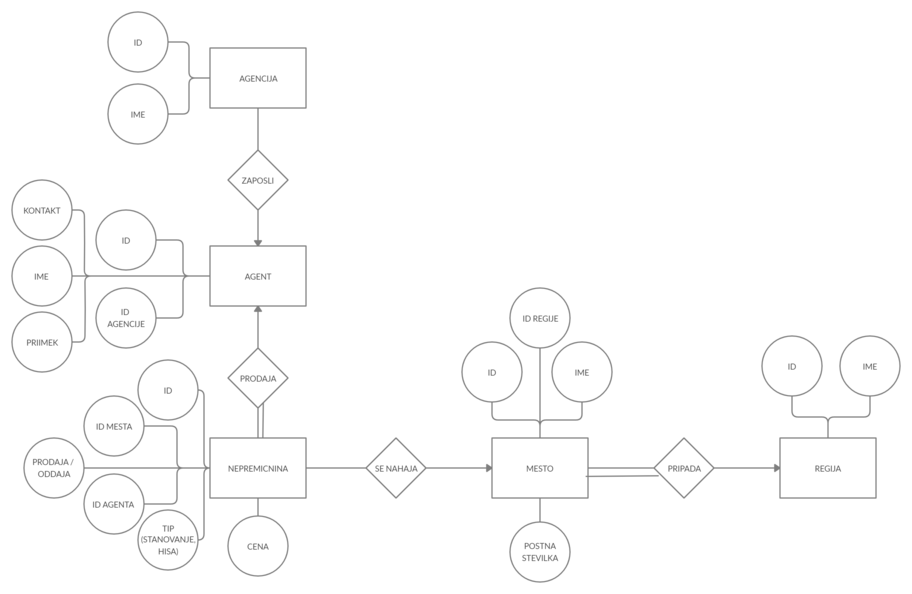 ID
AGENCIJA
IME
ZAPOSLI
KONTAKT
ID
IME
AGENT
ID
AGENCIJE
PRIIMEK
PRODAJA
ID
ID MESTA
PRODAJA /
ODDAJA
NEPREMICNINA
ID AGENTA
TIP
(STANOVANJE,
HISA)
CENA
SE NAHAJA
ID REGIJE
ID
IME
MESTO
POSTNA
STEVILKA
PRIPADA
ID
IME
REGIJA